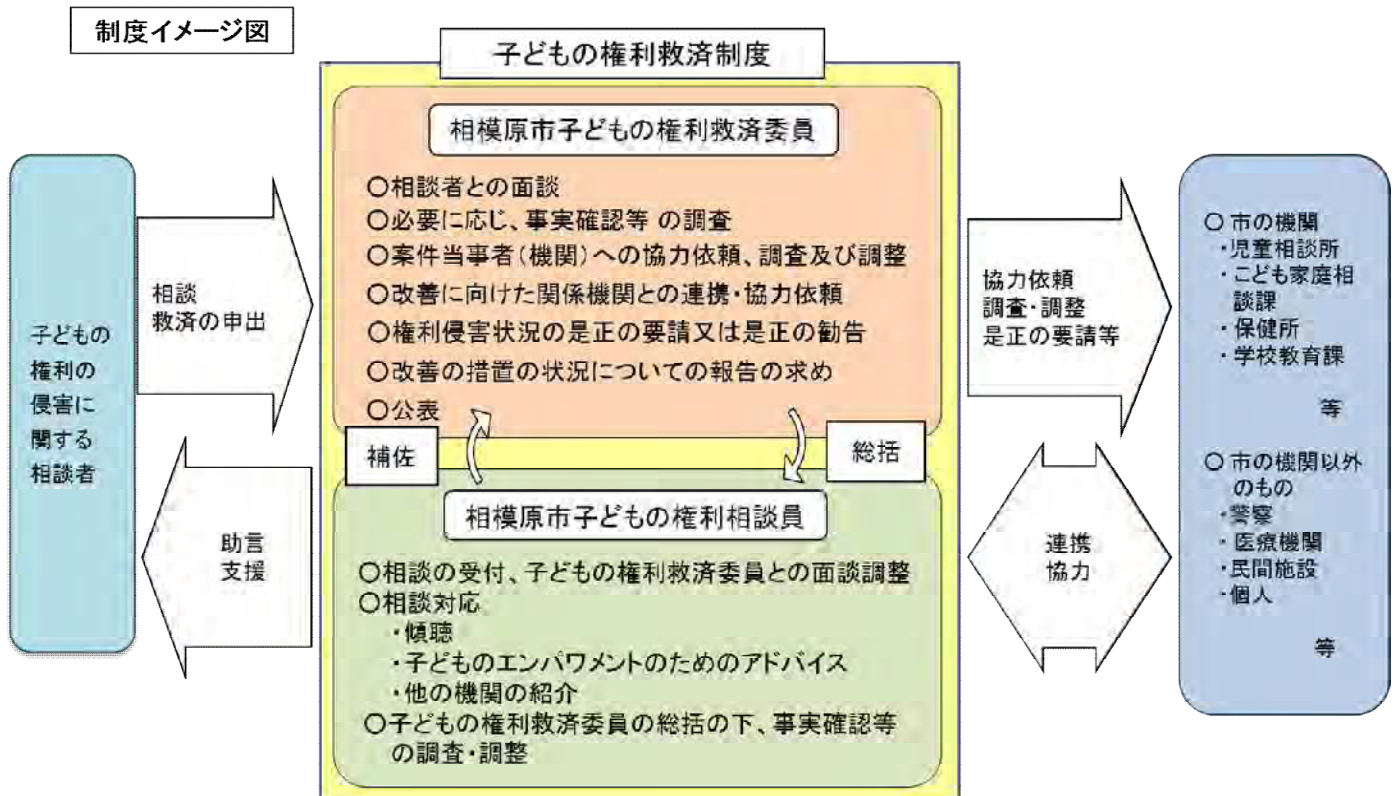 制度イメージ図
子どもの権利救済制度
相模原市子どもの権利救済委員
○相談者との面談
○必要に応じ、事実確認等 の調査
○案件当事者(機関)への協力依頼、調査及び調整
○改善に向けた関係機関との連携・協力依頼
○権利侵害状況の是正の要請又は是正の勧告
○改善の措置の状況についての報告の求め
○公表
補佐
総括
相模原市子どもの権利相談員
○相談の受付、子どもの権利救済委員との面談調整
○相談対応
・傾聴
・子どものエンパワメントのためのアドバイス
・他の機関の紹介
○子どもの権利救済委員の総括の下、事実確認等
の調査・調整
子どもの
権利の
侵害に
関する
相談者
相談
救済の申出
助言
支援
協力依頼
調査・調整
是正の要請等
連携
協力
○ 市の機関
・児童相談所
・こども家庭相
談課
・保健所
・学校教育課
等
○ 市の機関以外
のもの
・警察
・医療機関
・民間施設
・個人
等